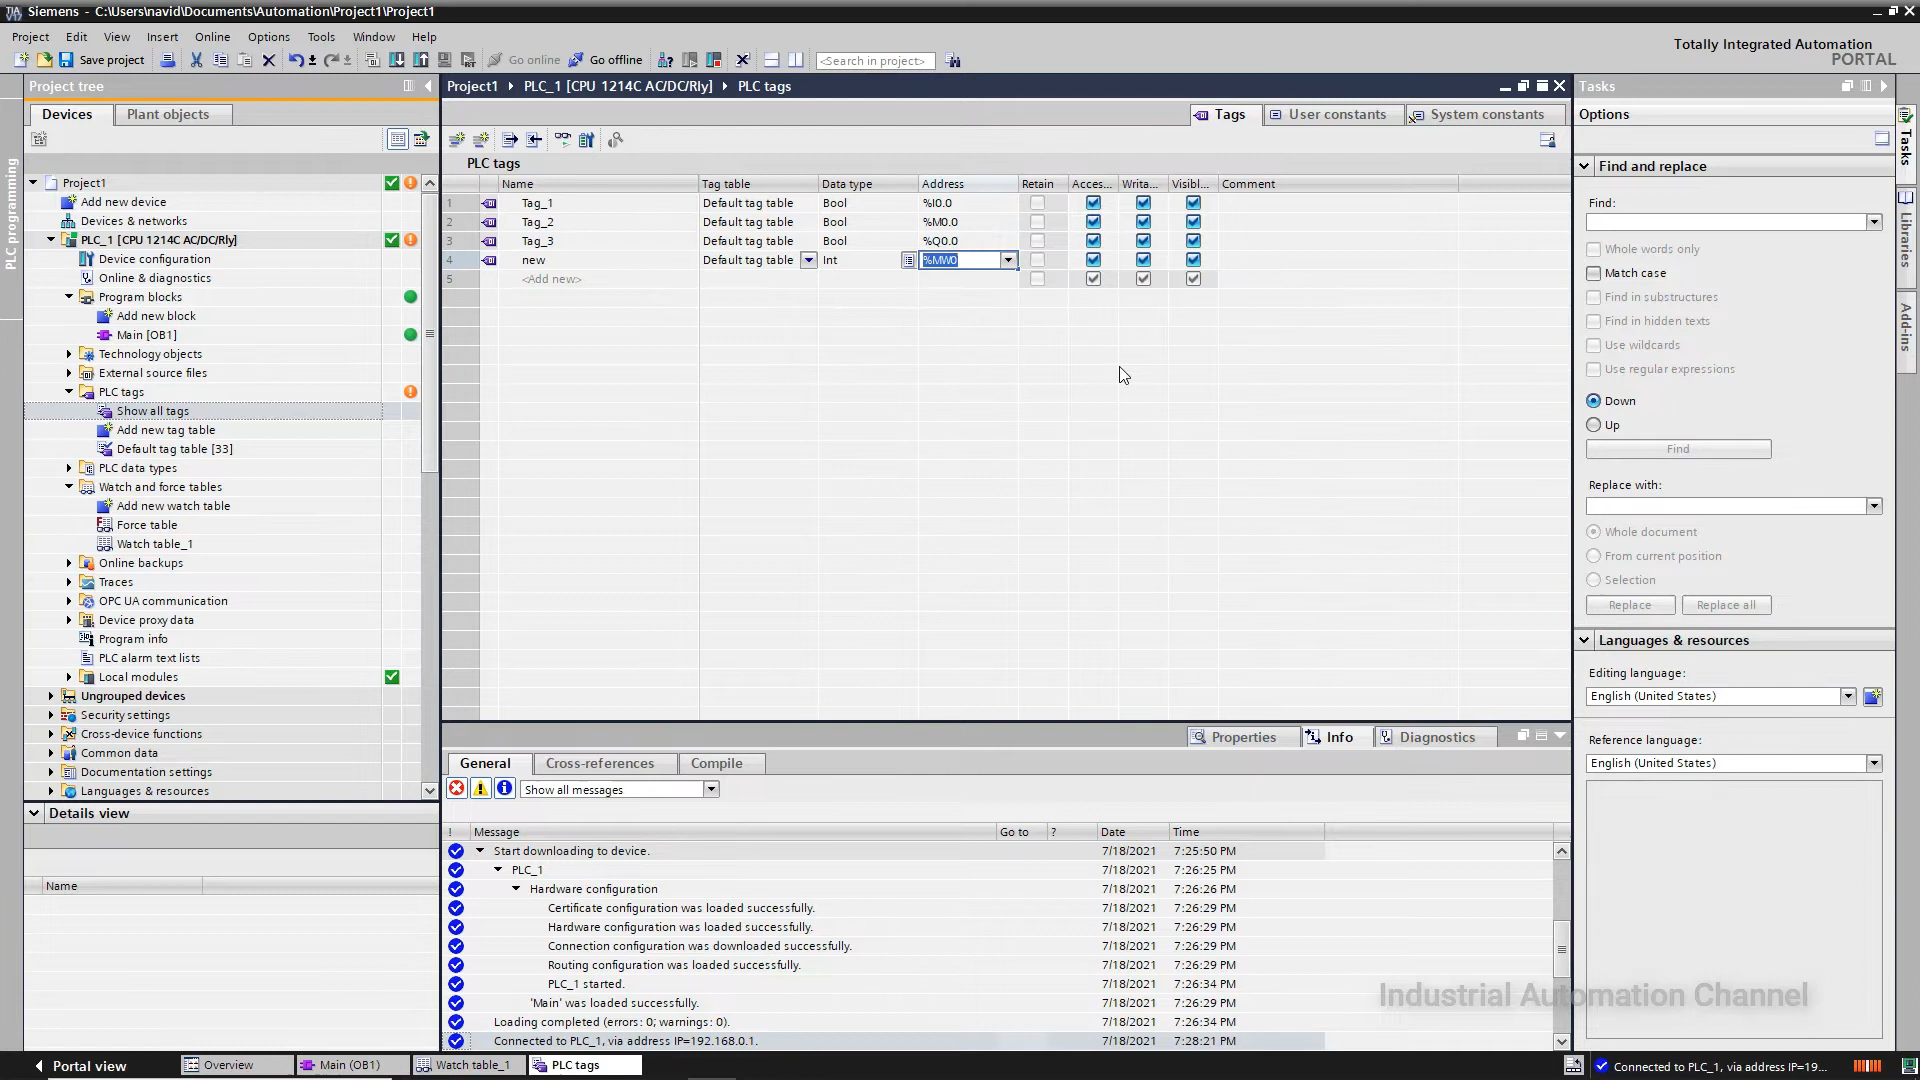 Siemens - C:\Users\navid\Documents\Automation\Project1\Project1
Project Edit View Insert Online Options Tools Window Help
Totally Integrated Automation
PORTAL
Save project Go online Go offline <Search in project>
Project tree
Devices Plant objects
PLC programming
Project1
Add new device
Devices & networks
PLC_1 [CPU 1214C AC/DC/Rly]
Device configuration
Online & diagnostics
Program blocks
Add new block
Main [OB1]
Technology objects
External source files
PLC tags
Show all tags
Add new tag table
Default tag table [33]
PLC data types
Watch and force tables
Add new watch table
Force table
Watch table_1
Online backups
Traces
OPC UA communication
Device proxy data
Program info
PLC alarm text lists
Local modules
Ungrouped devices
Security settings
Cross-device functions
Common data
Documentation settings
Languages & resources
Details view
Name
Project1 PLC_1 [CPU 1214C AC/DC/Rly] PLC tags
Tags User constants System constants
PLC tags
Name Tag table Data type Address Retain Acces... Writa... Visibl... Comment
1 Tag_1 Default tag table Bool %I0.0
2 Tag_2 Default tag table Bool %M0.0
3 Tag_3 Default tag table Bool %Q0.0
4 new Default tag table Int %MW0
5 <Add new>
Properties Info Diagnostics
General Cross-references Compile
Show all messages
! Message Go to ? Date Time
Start downloading to device. 7/18/2021 7:25:50 PM
PLC_1 7/18/2021 7:26:25 PM
Hardware configuration 7/18/2021 7:26:26 PM
Certificate configuration was loaded successfully. 7/18/2021 7:26:29 PM
Hardware configuration was loaded successfully. 7/18/2021 7:26:29 PM
Connection configuration was downloaded successfully. 7/18/2021 7:26:29 PM
Routing configuration was loaded successfully. 7/18/2021 7:26:29 PM
PLC_1 started. 7/18/2021 7:26:34 PM
'Main' was loaded successfully. 7/18/2021 7:26:29 PM
Loading completed (errors: 0; warnings: 0). 7/18/2021 7:26:34 PM
Connected to PLC_1, via address IP=192.168.0.1. 7/18/2021 7:28:21 PM
Tasks
Options
Find and replace
Find:
Whole words only
Match case
Find in substructures
Find in hidden texts
Use wildcards
Use regular expressions
Down
Up
Find
Replace with:
Whole document
From current position
Selection
Replace Replace all
Languages & resources
Editing language:
English (United States)
Reference language:
English (United States)
Tasks
Libraries
Add-ins
Industrial Automation Channel
Portal view Overview Main (OB1) Watch table_1 PLC tags Connected to PLC_1, via address IP=19...